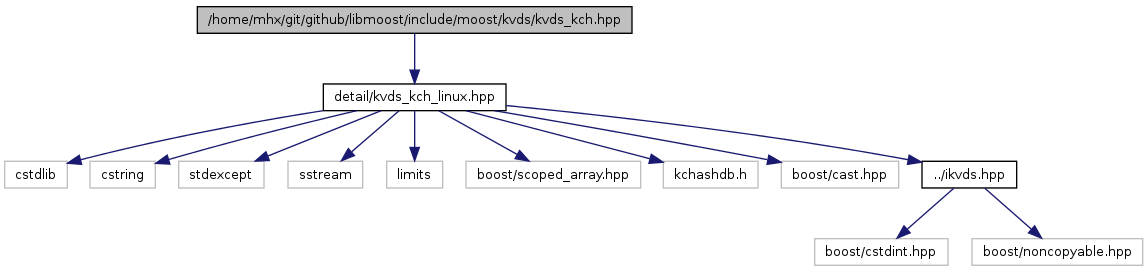 /home/mhx/git/github/libmoost/include/moost/kvds/kvds_kch.hpp
detail/kvds_kch_linux.hpp
cstdlib
cstring
stdexcept
sstream
limits
boost/scoped_array.hpp
kchashdb.h
boost/cast.hpp
../ikvds.hpp
boost/cstdint.hpp
boost/noncopyable.hpp